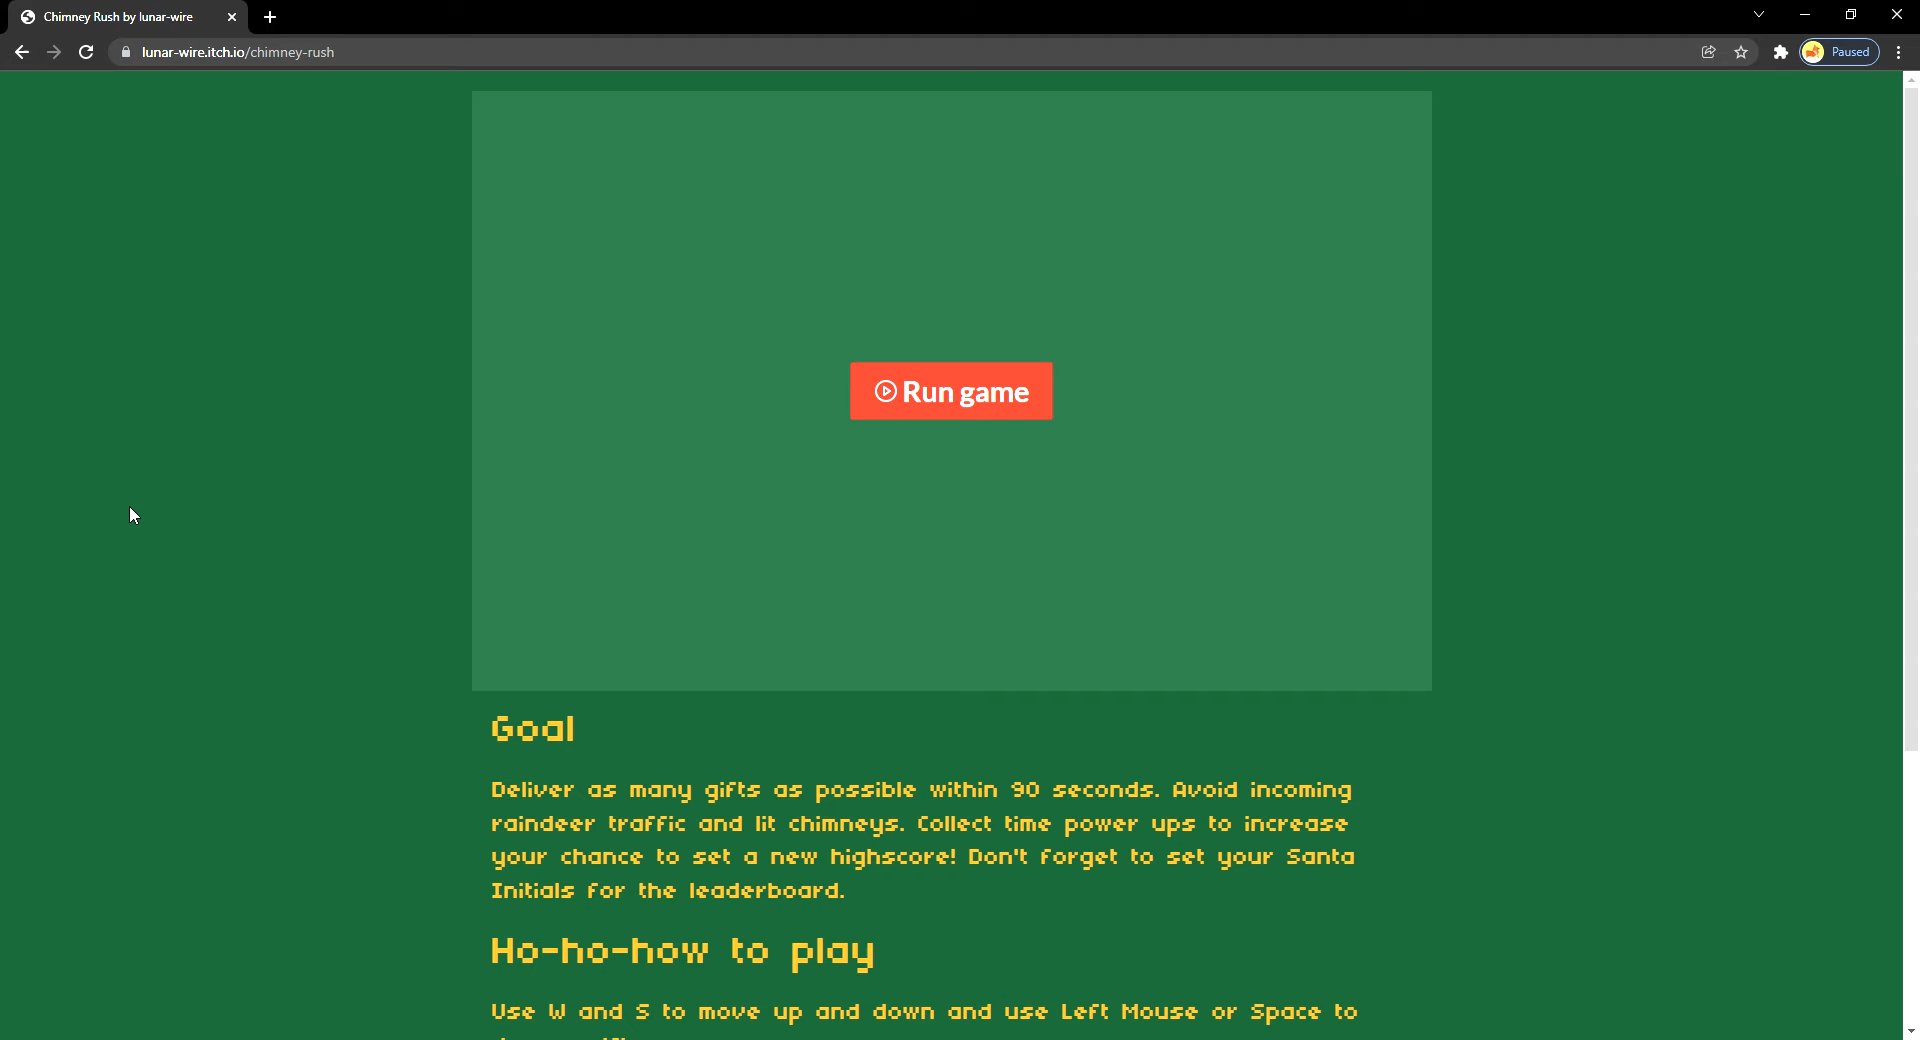 Chimney Rush by lunar-wire
lunar-wire.itch.io/chimney-rush
Paused
Run game
Goal
Deliver as many gifts as possible within 90 seconds. Avoid incoming
raindeer traffic and lit chimneys. Collect time power ups to increase
your chance to set a new highscore! Don't forget to set your Santa
Initials for the leaderboard.
Ho-ho-how to play
Use W and S to move up and down and use Left Mouse or Space to